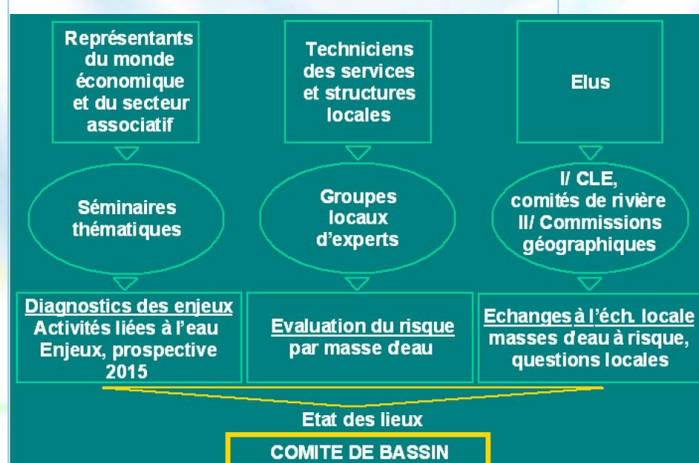 Représentants
du monde
économique
et du secteur
associatif
Techniciens
des services
et structures
locales
Elus
Séminaires
thématiques
Groupes
locaux
d'experts
I/ CLE,
comités de rivière
II/ Commissions
géographiques
Diagnostics des enjeux
Activités liées à l'eau
Enjeux, prospective
2015
Evaluation du risque
par masse d'eau
Echanges à l'éch. locale
masses d'eau à risque,
questions locales
Etat des lieux
COMITE DE BASSIN